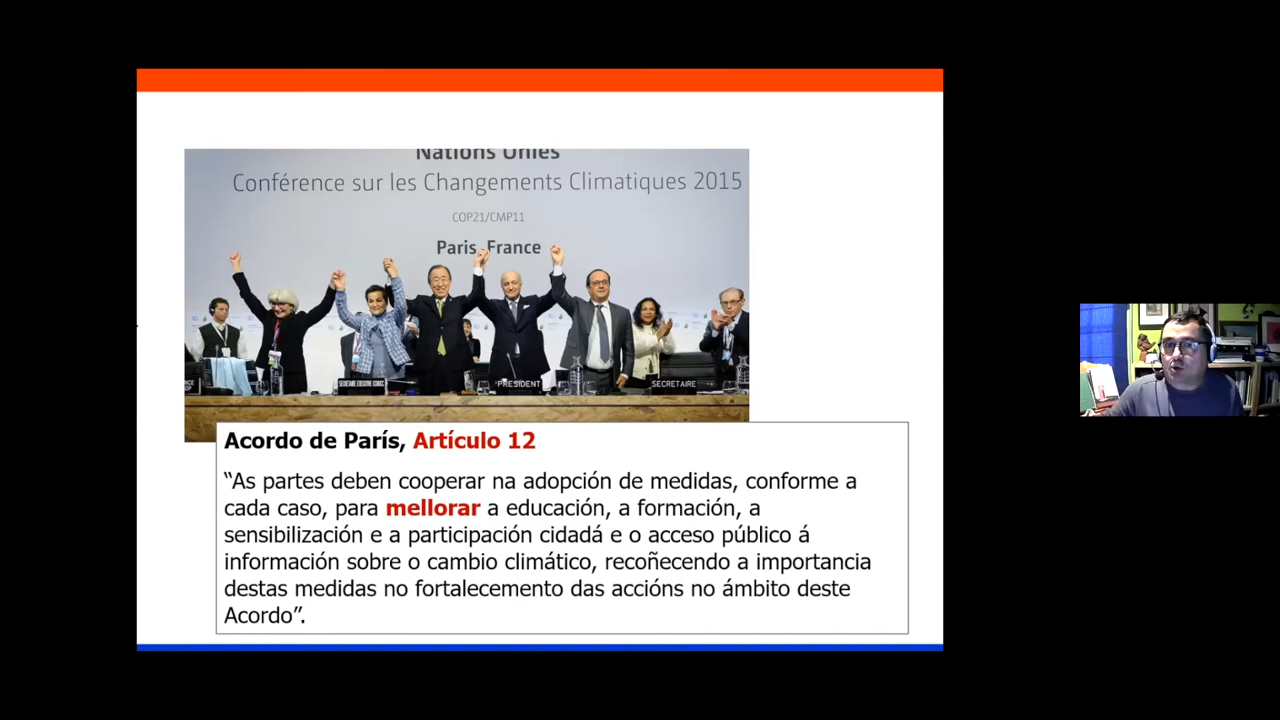 Nations Unies
Conférence sur les Changements Climatiques 2015
COP21/CMP11
Paris, France
PRESIDENT
SECRETAIRE
Acordo de París, Artículo 12
“As partes deben cooperar na adopción de medidas, conforme a
cada caso, para mellorar a educación, a formación, a
sensibilización e a participación cidadá e o acceso público á
información sobre o cambio climático, recoñecendo a importancia
destas medidas no fortalecemento das accións no ámbito deste
Acordo”.